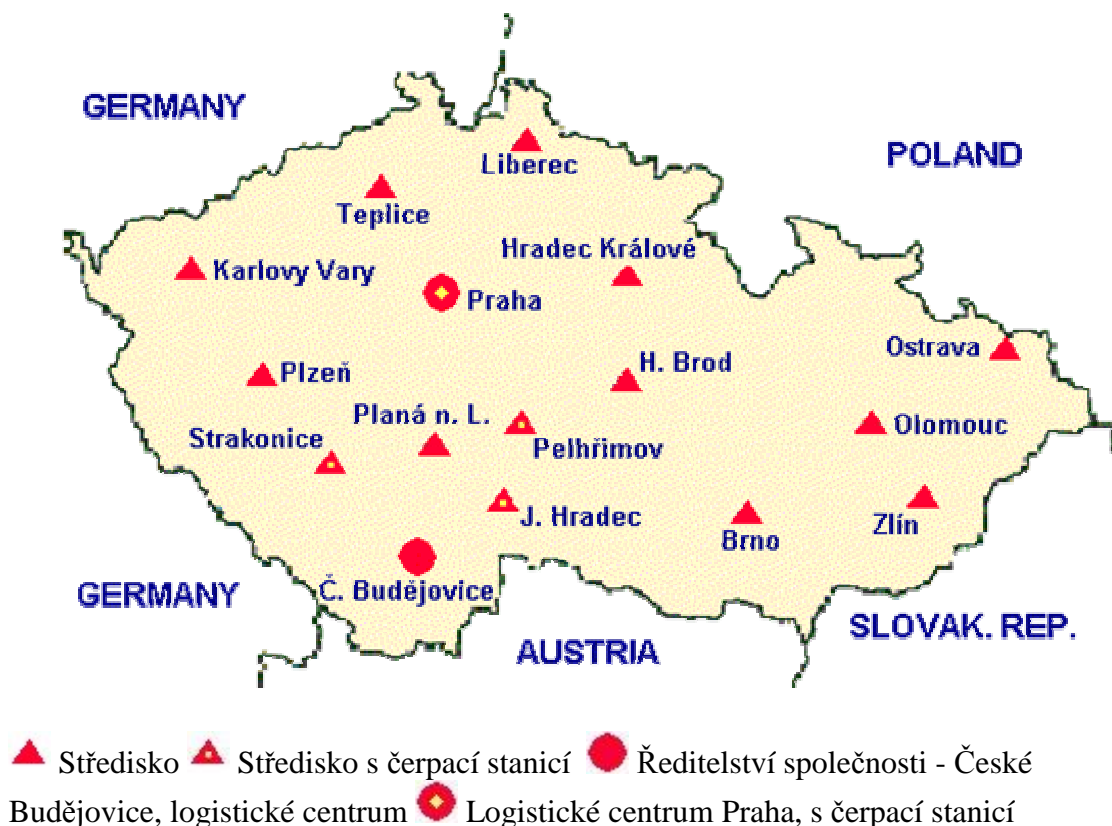 GERMANY
POLAND
Liberec
Teplice
Hradec Králové
Karlovy Vary
Praha
Ostrava
H. Brod
Plzeň
Planá n. L.
Olomouc
Strakonice
Pelhřimov
Zlín
J. Hradec
Brno
Č. Budějovice
GERMANY
SLOVAK. REP.
AUSTRIA
Středisko Středisko s čerpací stanicí Ředitelství společnosti - České
Budějovice, logistické centrum Logistické centrum Praha, s čerpací stanicí